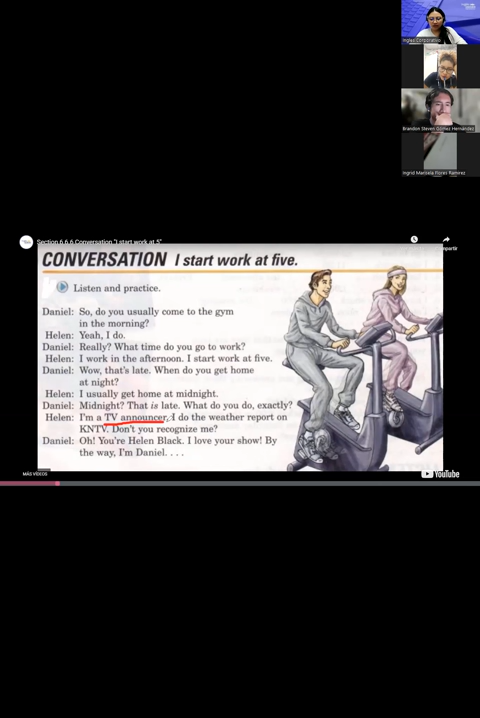 Ingles Corporativo
Brandon Steven Gómez Hernández
Ingrid Marisela Flores Ramirez
Section 6 6.6 Conversation "I start work at 5"
CONVERSATION I start work at five.
Listen and practice.
Daniel: So, do you usually come to the gym
in the morning?
Helen: Yeah, I do.
Daniel: Really? What time do you go to work?
Helen: I work in the afternoon. I start work at five.
Daniel: Wow, that's late. When do you get home
at night?
Helen: I usually get home at midnight.
Daniel: Midnight? That is late. What do you do, exactly?
Helen: I'm a TV announcer. I do the weather report on
KNTV. Don't you recognize me?
Daniel: Oh! You're Helen Black. I love your show! By
the way, I'm Daniel. . . .
MÁS VÍDEOS
YouTube